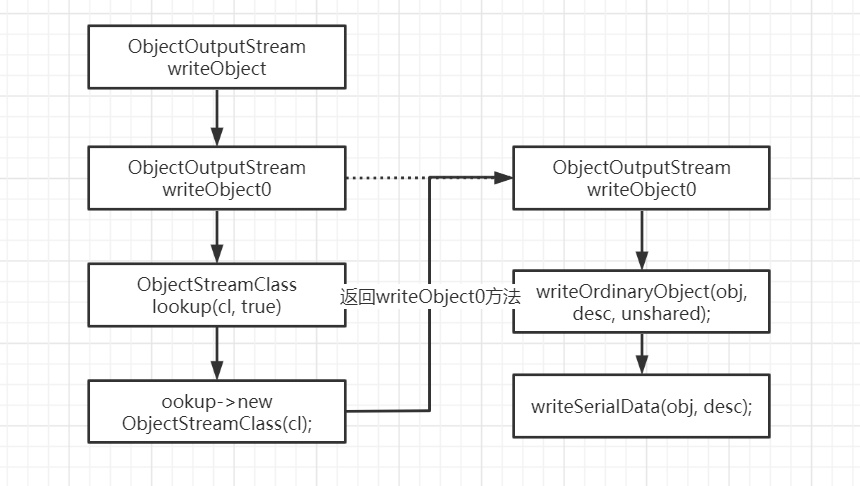 ObjectOutputStream
writeObject
ObjectOutputStream
writeObject0
ObjectStreamClass
lookup(cl, true)
ookup->new
ObjectStreamClass(cl);
返回writeObject0方法
ObjectOutputStream
writeObject0
writeOrdinaryObject(obj,
desc, unshared);
writeSerialData(obj, desc);